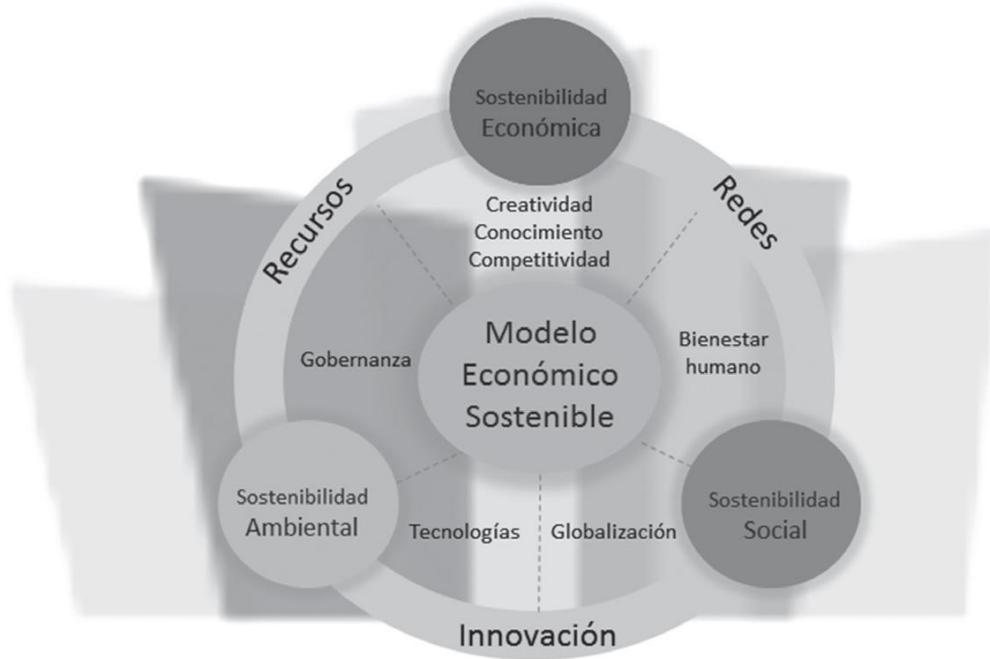 Sostenibilidad
Económica
Recursos
Redes
Creatividad
Conocimiento
Competitividad
Gobernanza
Modelo
Económico
Sostenible
Bienestar
humano
Sostenibilidad
Ambiental
Tecnologías
Globalización
Sostenibilidad
Social
Innovación